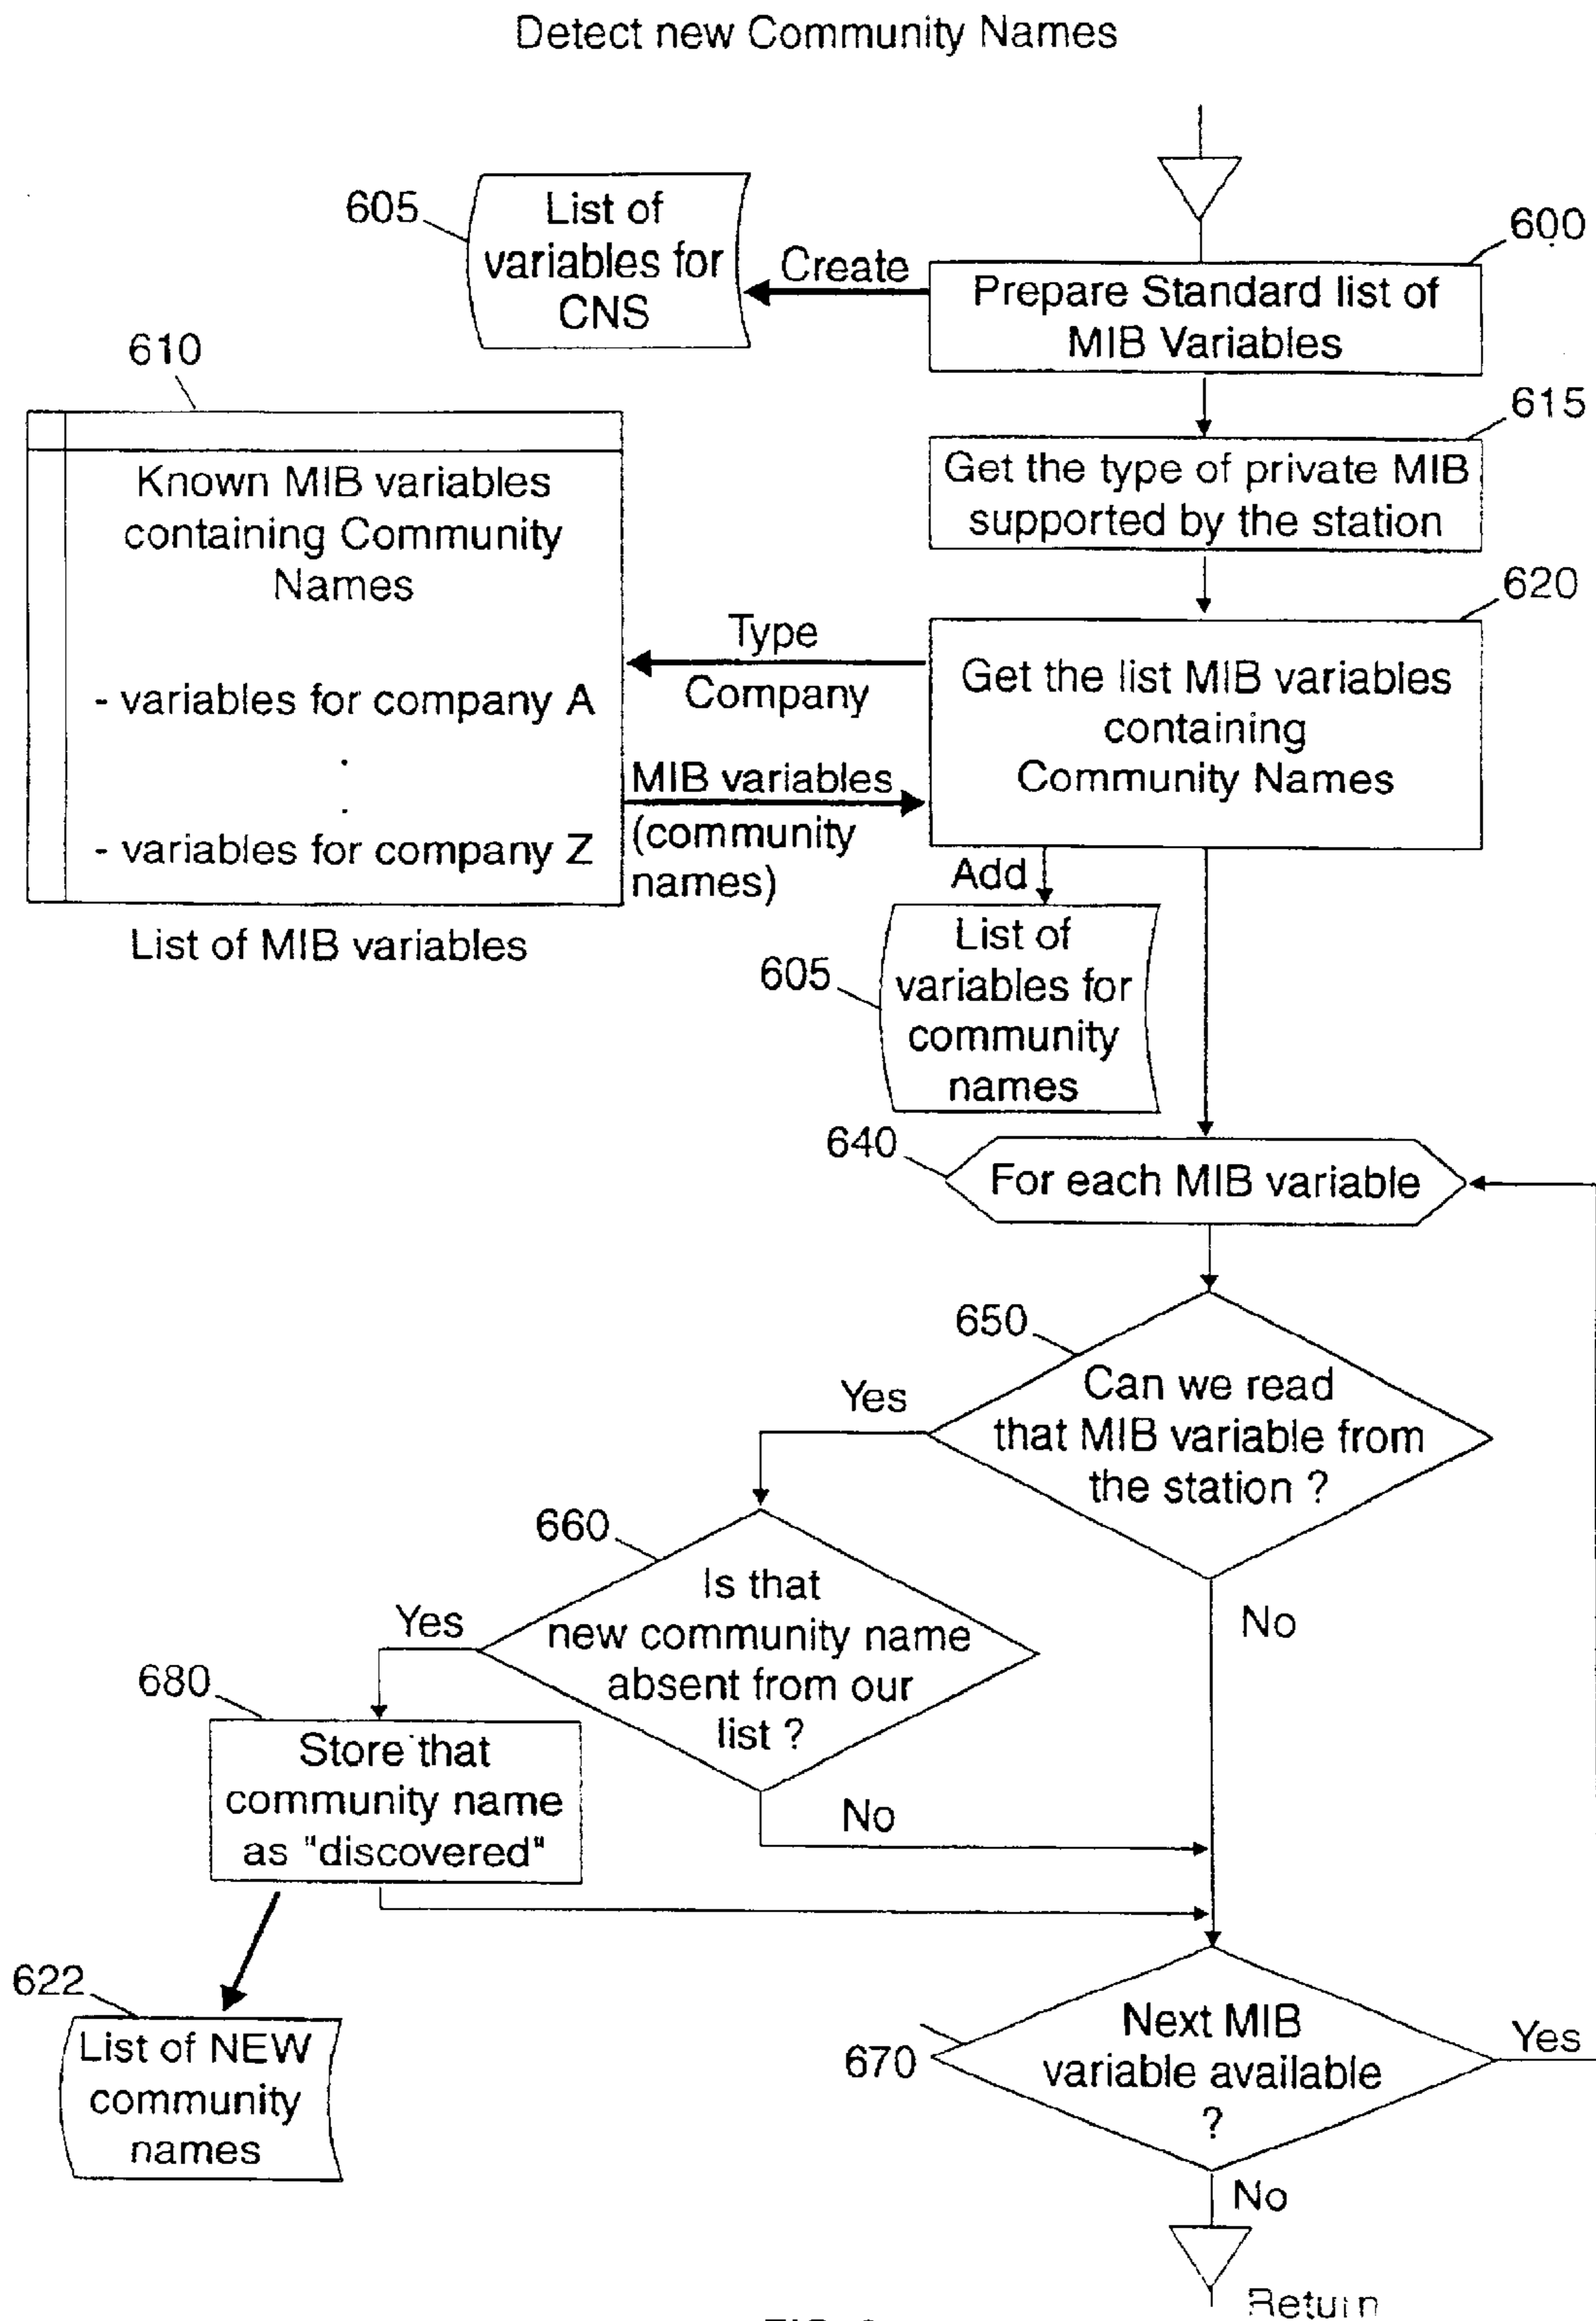 Detect new Community Names
605
List of
variables for
CNS
Create
600
Prepare Standard list of
MIB Variables
610
615
Get the type of private MIB
supported by the station
Known MIB variables
containing Community
Names
- variables for company A
.
.
- variables for company Z
List of MIB variables
Type
Company
MIB variables
(community
names)
620
Get the list MIB variables
containing
Community Names
Add
605
List of
variables for
community
names
640
For each MIB variable
650
Can we read
that MIB variable from
the station ?
Yes
No
660
Is that
new community name
absent from our
list ?
Yes
No
680
Store that
community name
as "discovered"
622
List of NEW
community
names
670
Next MIB
variable available
?
Yes
No
Return